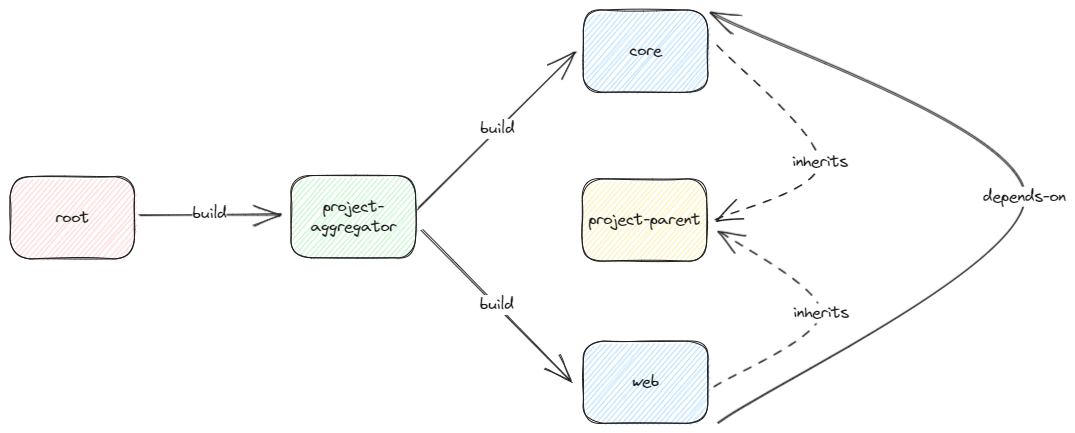 core
build
inherits
root
build
project-
aggregator
project-parent
depends-on
build
inherits
web